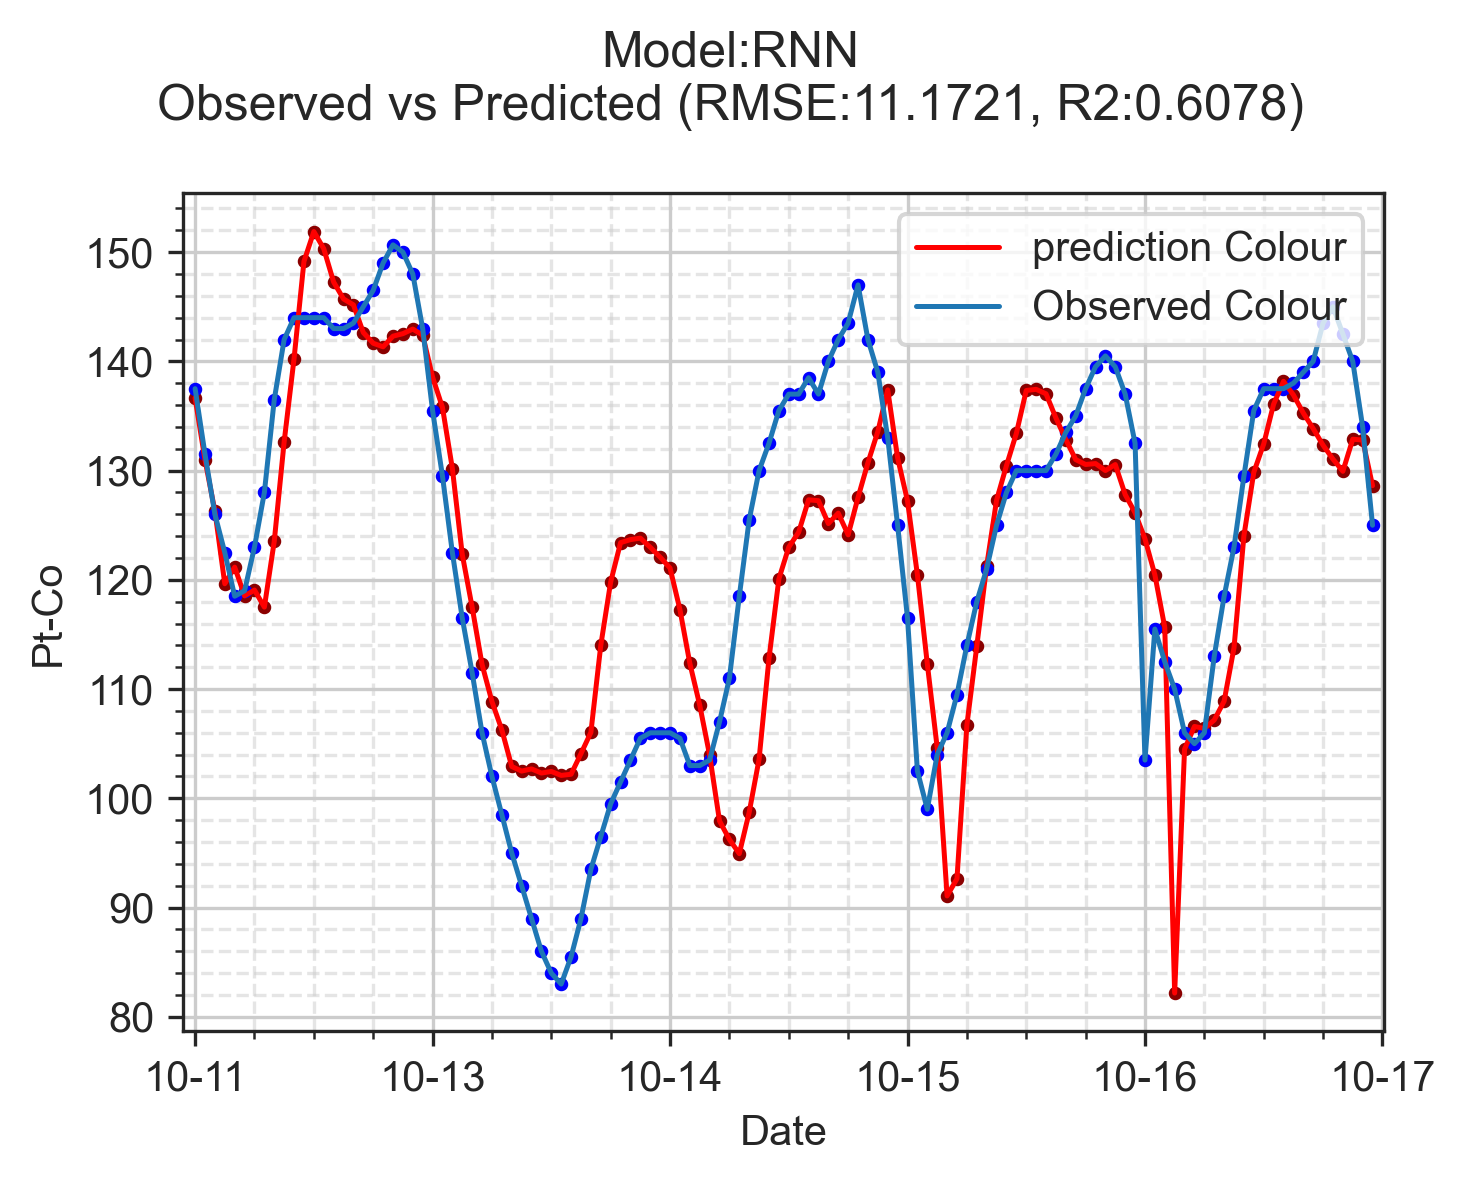 Model:RNN
Observed vs Predicted (RMSE:11.1721, R2:0.6078)
prediction Colour
Observed Colour
150
140
130
120
110
100
90
80
Pt-Co
10-11 10-13 10-14 10-15 10-16 10-17
Date